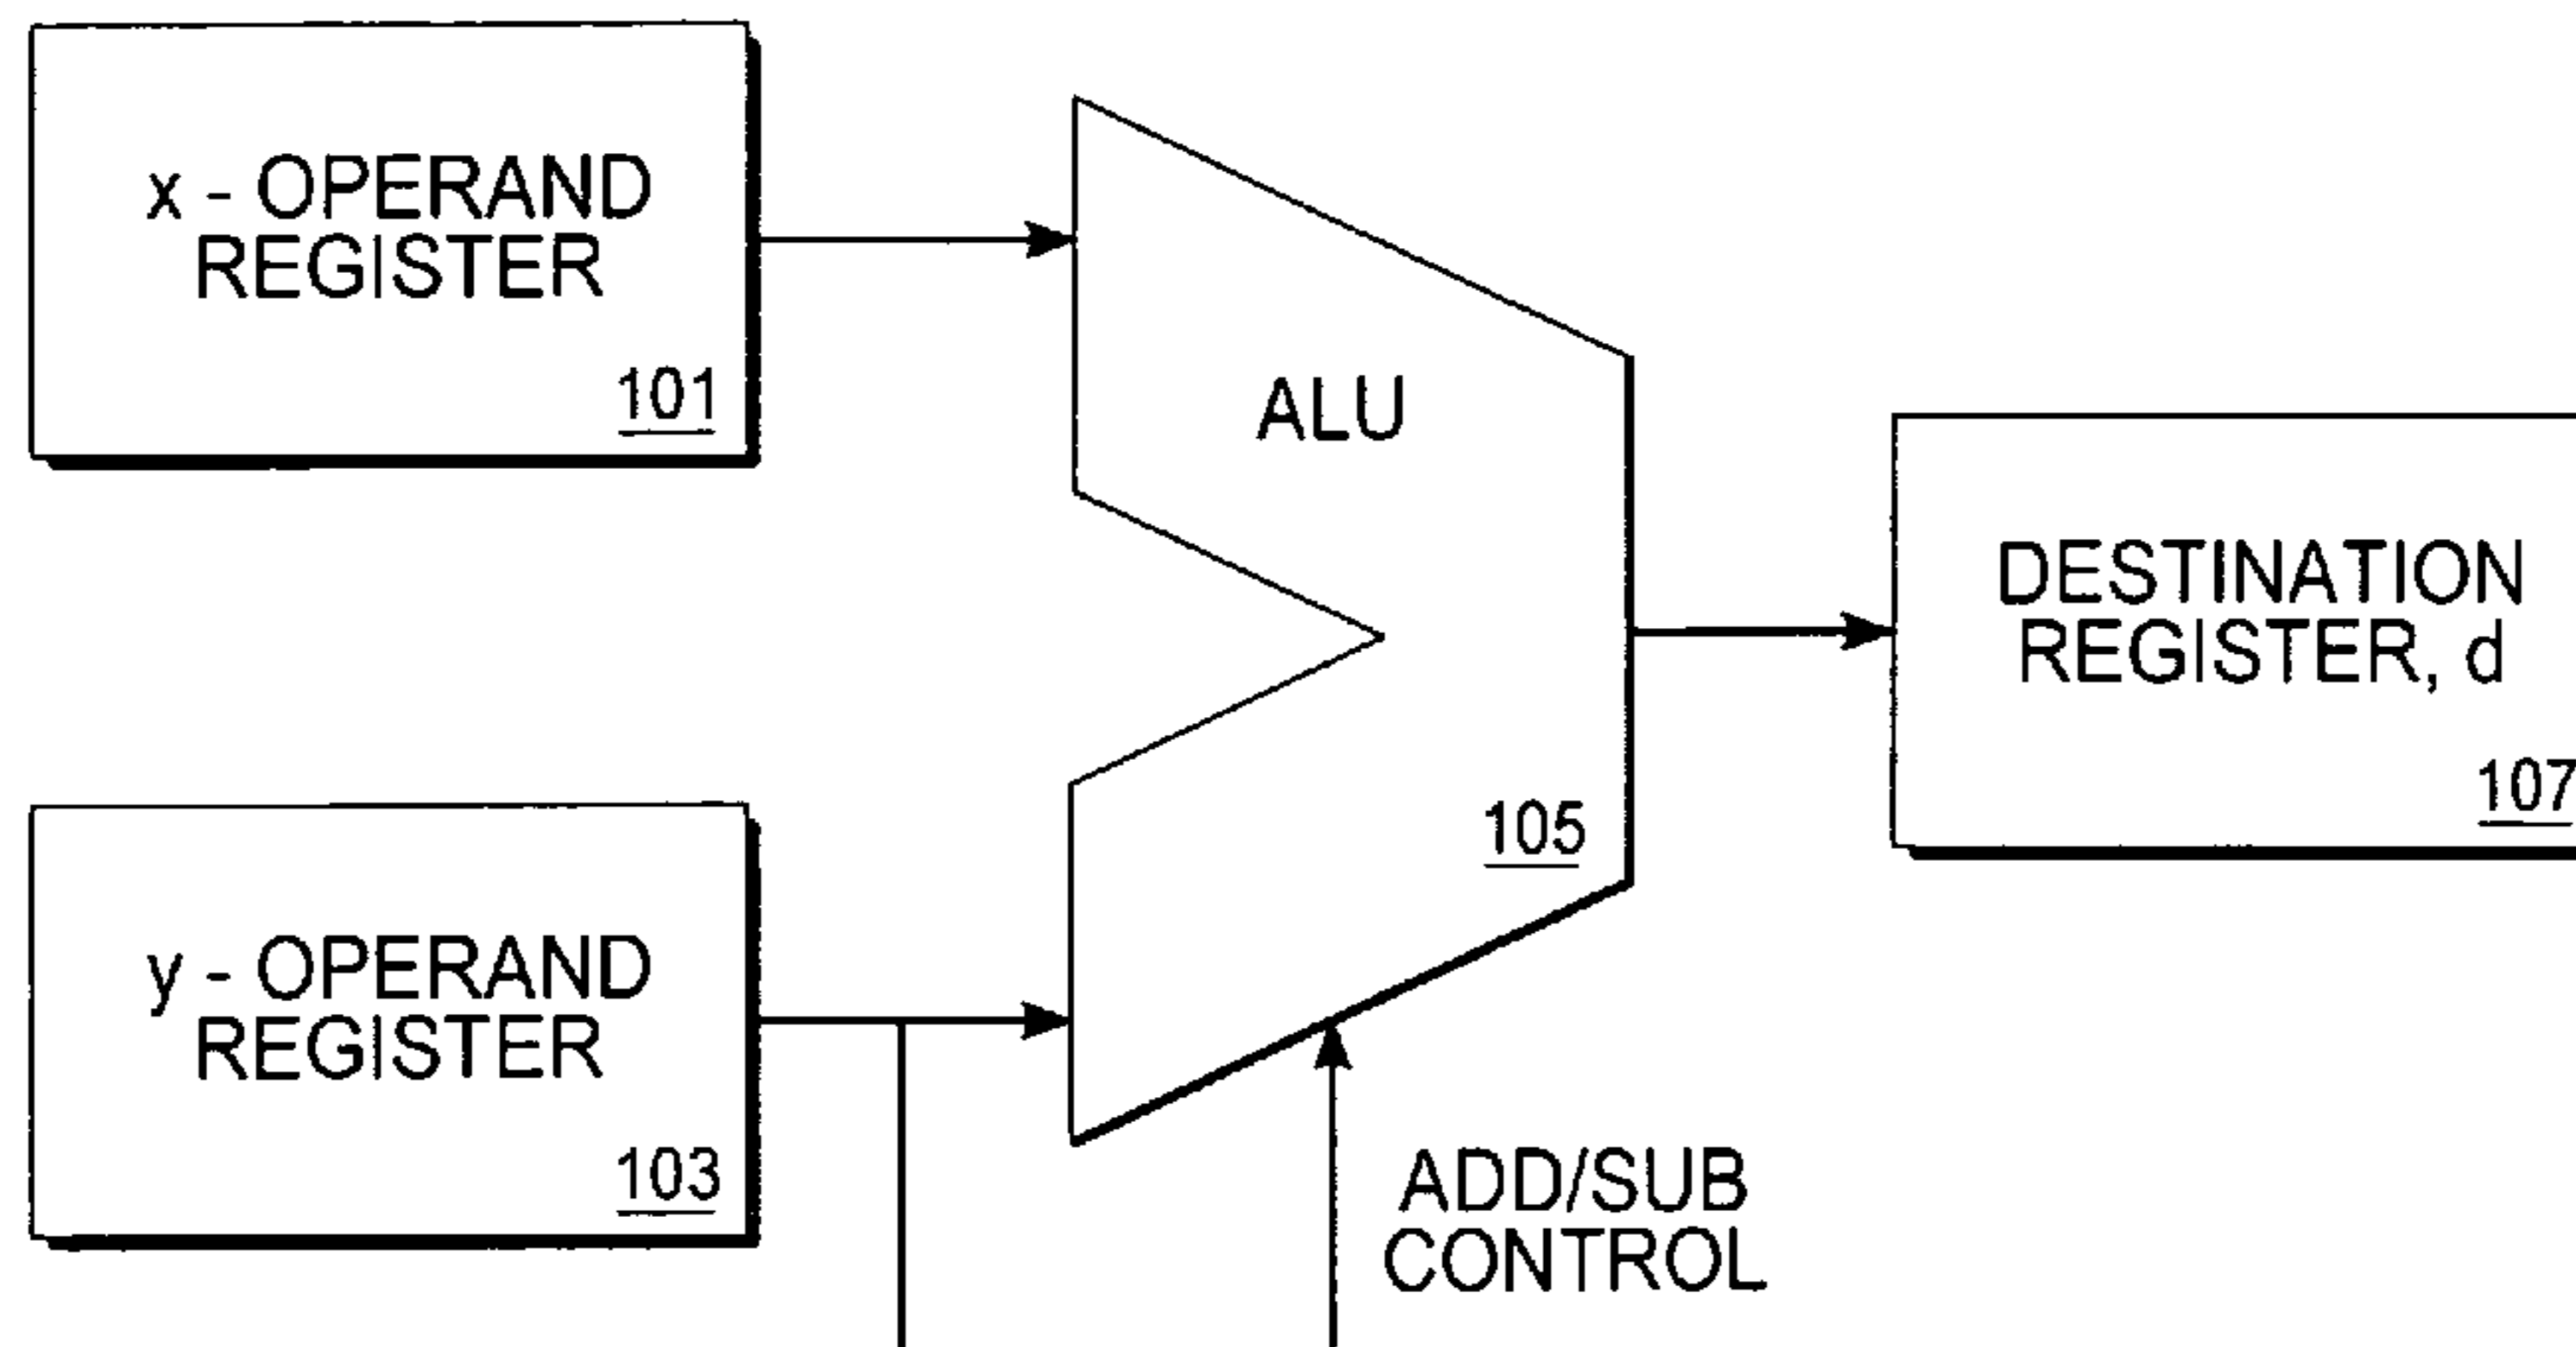 x - OPERAND
REGISTER
101
ALU
105
DESTINATION
REGISTER, d
107
y - OPERAND
REGISTER
103
ADD/SUB
CONTROL